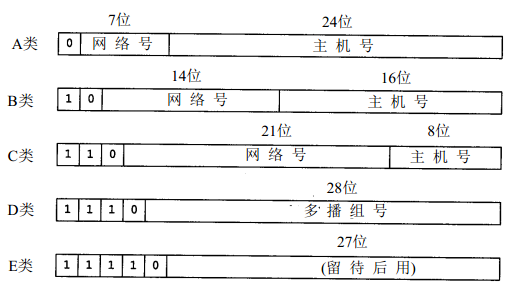 7位 24位
A类 0 网络号 主机号
14位 16位
B类 1 0 网络号 主机号
21位 8位
C类 1 1 0 网络号 主机号
28位
D类 1 1 1 0 多播组号
27位
E类 1 1 1 1 0 (留待后用)